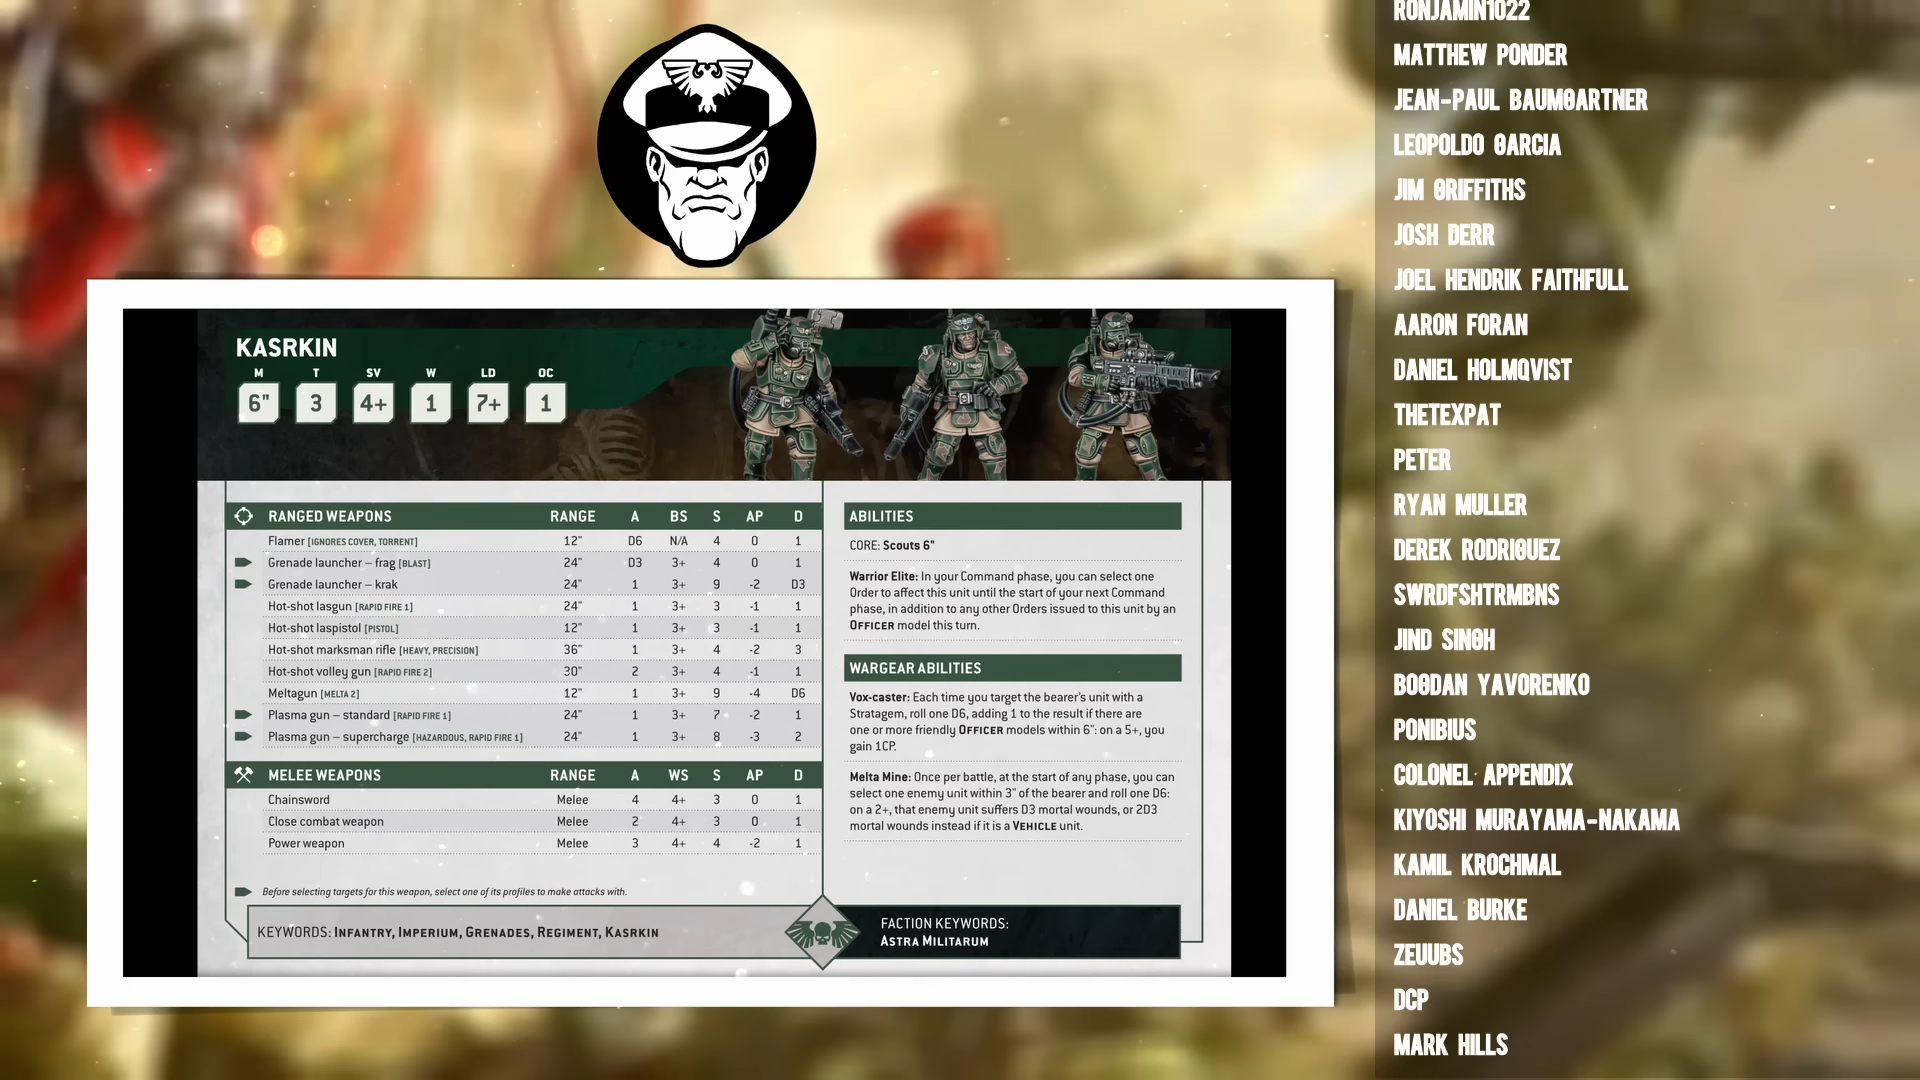 KASRKIN
M T SV W LD OC
6" 3 4+ 1 7+ 1
RANGED WEAPONS RANGE A BS S AP D
Flamer [IGNORES COVER, TORRENT] 12" D6 N/A 4 0 1
Grenade launcher – frag [BLAST] 24" D3 3+ 4 0 1
Grenade launcher – krak 24" 1 3+ 9 -2 D3
Hot-shot lasgun [RAPID FIRE 1] 24" 1 3+ 3 -1 1
Hot-shot laspistol [PISTOL] 12" 1 3+ 3 -1 1
Hot-shot marksman rifle [HEAVY, PRECISION] 36" 1 3+ 4 -2 3
Hot-shot volley gun [RAPID FIRE 2] 30" 2 3+ 4 -1 1
Meltagun [MELTA 2] 12" 1 3+ 9 -4 D6
Plasma gun – standard [RAPID FIRE 1] 24" 1 3+ 7 -2 1
Plasma gun – supercharge [HAZARDOUS, RAPID FIRE 1] 24" 1 3+ 8 -3 2
MELEE WEAPONS RANGE A WS S AP D
Chainsword Melee 4 4+ 3 0 1
Close combat weapon Melee 2 4+ 3 0 1
Power weapon Melee 3 4+ 4 -2 1
Before selecting targets for this weapon, select one of its profiles to make attacks with.
KEYWORDS: INFANTRY, IMPERIUM, GRENADES, REGIMENT, KASRKIN
ABILITIES
CORE: Scouts 6"
Warrior Elite: In your Command phase, you can select one
Order to affect this unit until the start of your next Command
phase, in addition to any other Orders issued to this unit by an
OFFICER model this turn.
WARGEAR ABILITIES
Vox-caster: Each time you target the bearer's unit with a
Stratagem, roll one D6, adding 1 to the result if there are
one or more friendly OFFICER models within 6": on a 5+, you
gain 1CP.
Melta Mine: Once per battle, at the start of any phase, you can
select one enemy unit within 3" of the bearer and roll one D6:
on a 2+, that enemy unit suffers D3 mortal wounds, or 2D3
mortal wounds instead if it is a VEHICLE unit.
FACTION KEYWORDS:
ASTRA MILITARUM
RONJAMIN1022
MATTHEW PONDER
JEAN-PAUL BAUMGARTNER
LEOPOLDO GARCIA
JIM GRIFFITHS
JOSH DERR
JOEL HENDRIK FAITHFULL
AARON FORAN
DANIEL HOLMQVIST
THETEXPAT
PETER
RYAN MULLER
DEREK RODRIGUEZ
SWRDFSHTRMBNS
JIND SINGH
BOGDAN YAVORENKO
PONIBIUS
COLONEL APPENDIX
KIYOSHI MURAYAMA-NAKAMA
KAMIL KROCHMAL
DANIEL BURKE
ZEUUBS
DCP
MARK HILLS